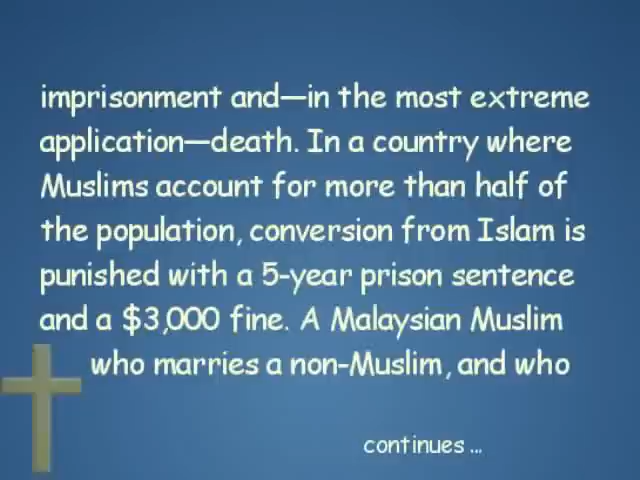 imprisonment and—in the most extreme
application—death. In a country where
Muslims account for more than half of
the population, conversion from Islam is
punished with a 5-year prison sentence
and a $3,000 fine. A Malaysian Muslim
who marries a non-Muslim, and who
continues ...